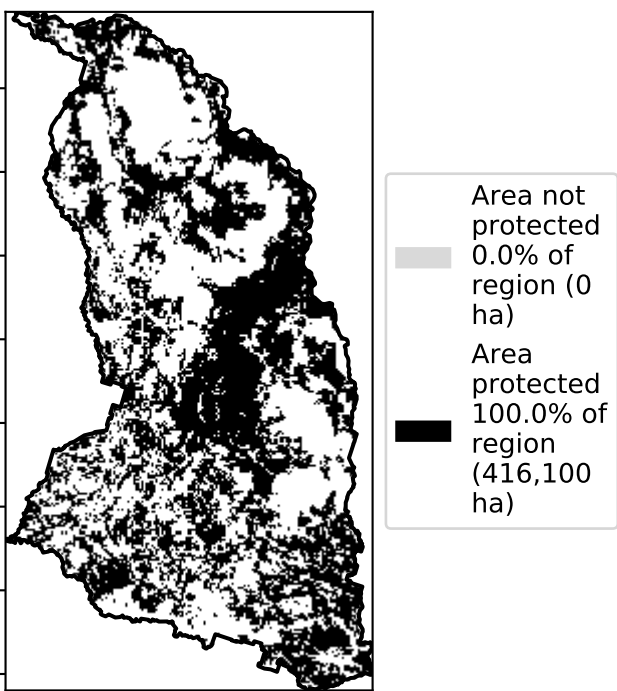 Area not
protected
0.0% of
region (0
ha)
Area
protected
100.0% of
region
(416,100
ha)